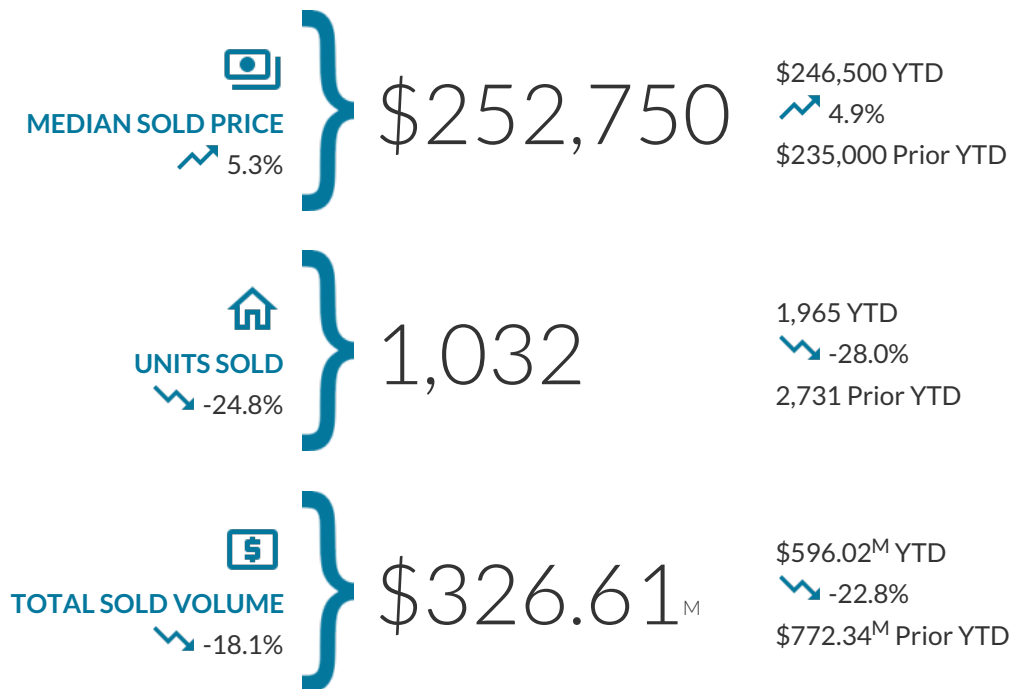 MEDIAN SOLD PRICE
5.3%
$252,750
$246,500 YTD
4.9%
$235,000 Prior YTD
UNITS SOLD
-24.8%
1,032
1,965 YTD
-28.0%
2,731 Prior YTD
$
TOTAL SOLD VOLUME
-18.1%
$326.61M
$596.02M YTD
-22.8%
$772.34M Prior YTD